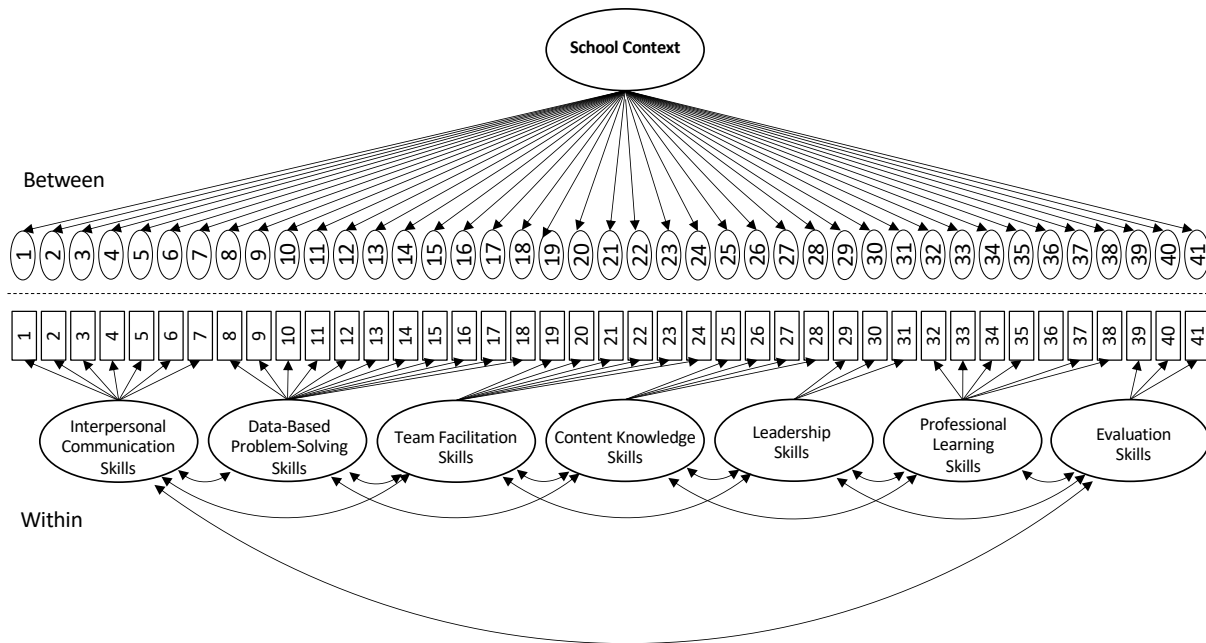 School Context
Between
1 2 3 4 5 6 7 8 9 10 11 12 13 14 15 16 17 18 19 20 21 22 23 24 25 26 27 28 29 30 31 32 33 34 35 36 37 38 39 40 41
1 2 3 4 5 6 7 8 9 10 11 12 13 14 15 16 17 18 19 20 21 22 23 24 25 26 27 28 29 30 31 32 33 34 35 36 37 38 39 40 41
Interpersonal
Communication
Skills
Data-Based
Problem-Solving
Skills
Team Facilitation
Skills
Content Knowledge
Skills
Leadership
Skills
Professional
Learning
Skills
Evaluation
Skills
Within